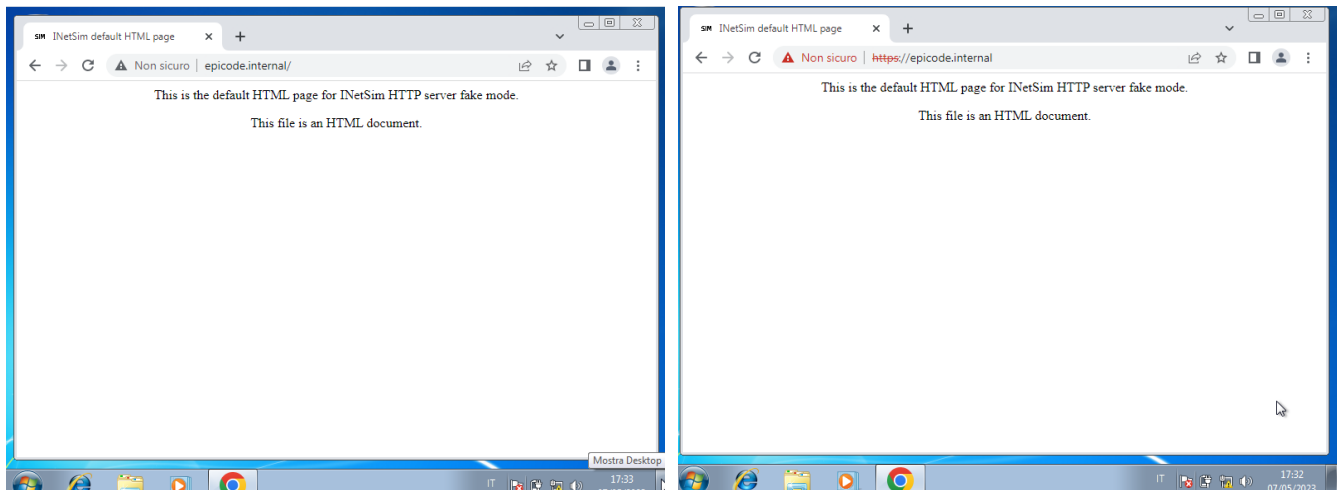 SIM INetSim default HTML page
Non sicuro | epicode.internal/
This is the default HTML page for INetSim HTTP server fake mode.
This file is an HTML document.
Mostra Desktop
IT
17:33
SIM INetSim default HTML page
Non sicuro | https://epicode.internal
This is the default HTML page for INetSim HTTP server fake mode.
This file is an HTML document.
IT
17:32
07/05/2023